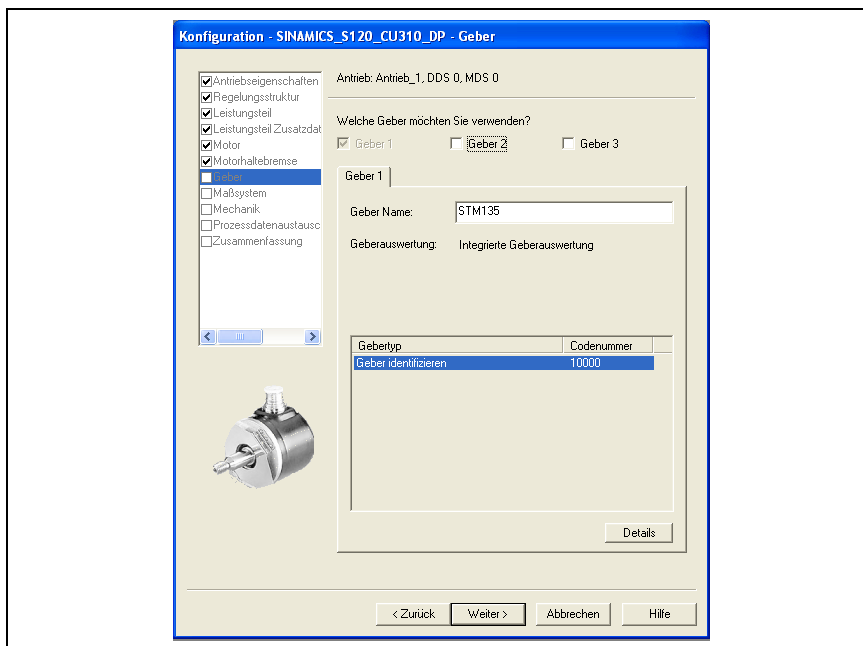 Konfiguration - SINAMICS_S120_CU310_DP - Geber
Antriebseigenschaften
Regelungsstruktur
Leistungsteil
Leistungsteil Zusatzdat
Motor
Motorhaltebremse
Geber
Maßsystem
Mechanik
Prozessdatenaustausc
Zusammenfassung
Antrieb: Antrieb_1, DDS 0, MDS 0
Welche Geber möchten Sie verwenden?
Geber 1 Geber 2 Geber 3
Geber 1
Geber Name: STM135
Geberauswertung: Integrierte Geberauswertung
Gebertyp Codenummer
Geber identifizieren 10000
Details
< Zurück Weiter > Abbrechen Hilfe